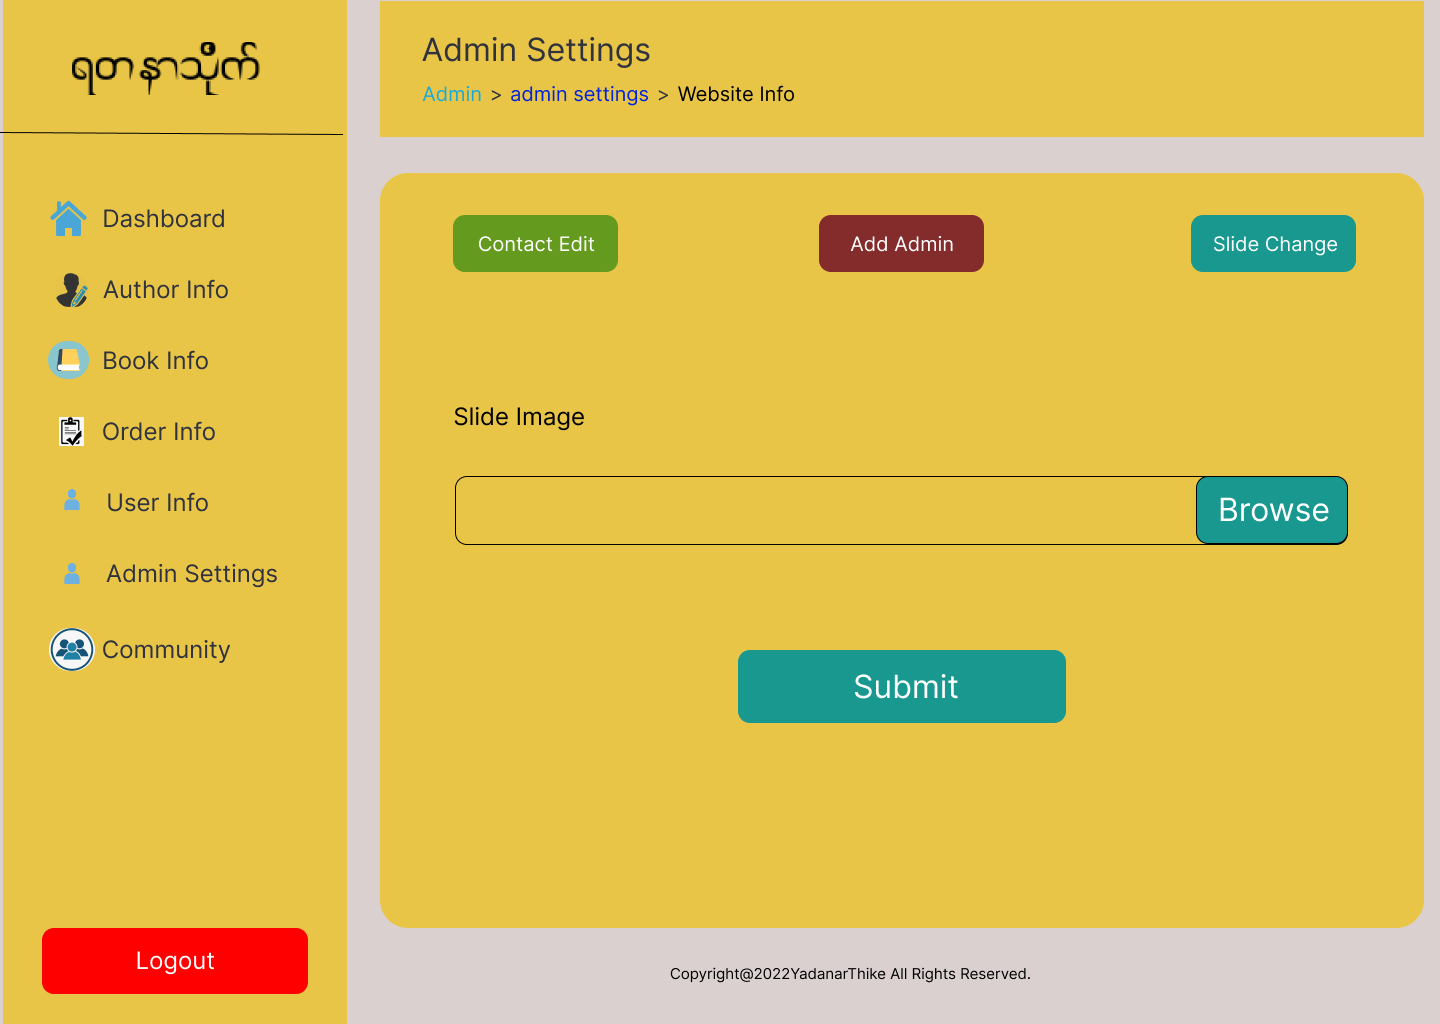 ရတနာသိုက်
Dashboard
Author Info
Book Info
Order Info
User Info
Admin Settings
Community
Logout
Admin Settings
Admin > admin settings > Website Info
Contact Edit
Add Admin
Slide Change
Slide Image
Browse
Submit
Copyright@2022YadanarThike All Rights Reserved.